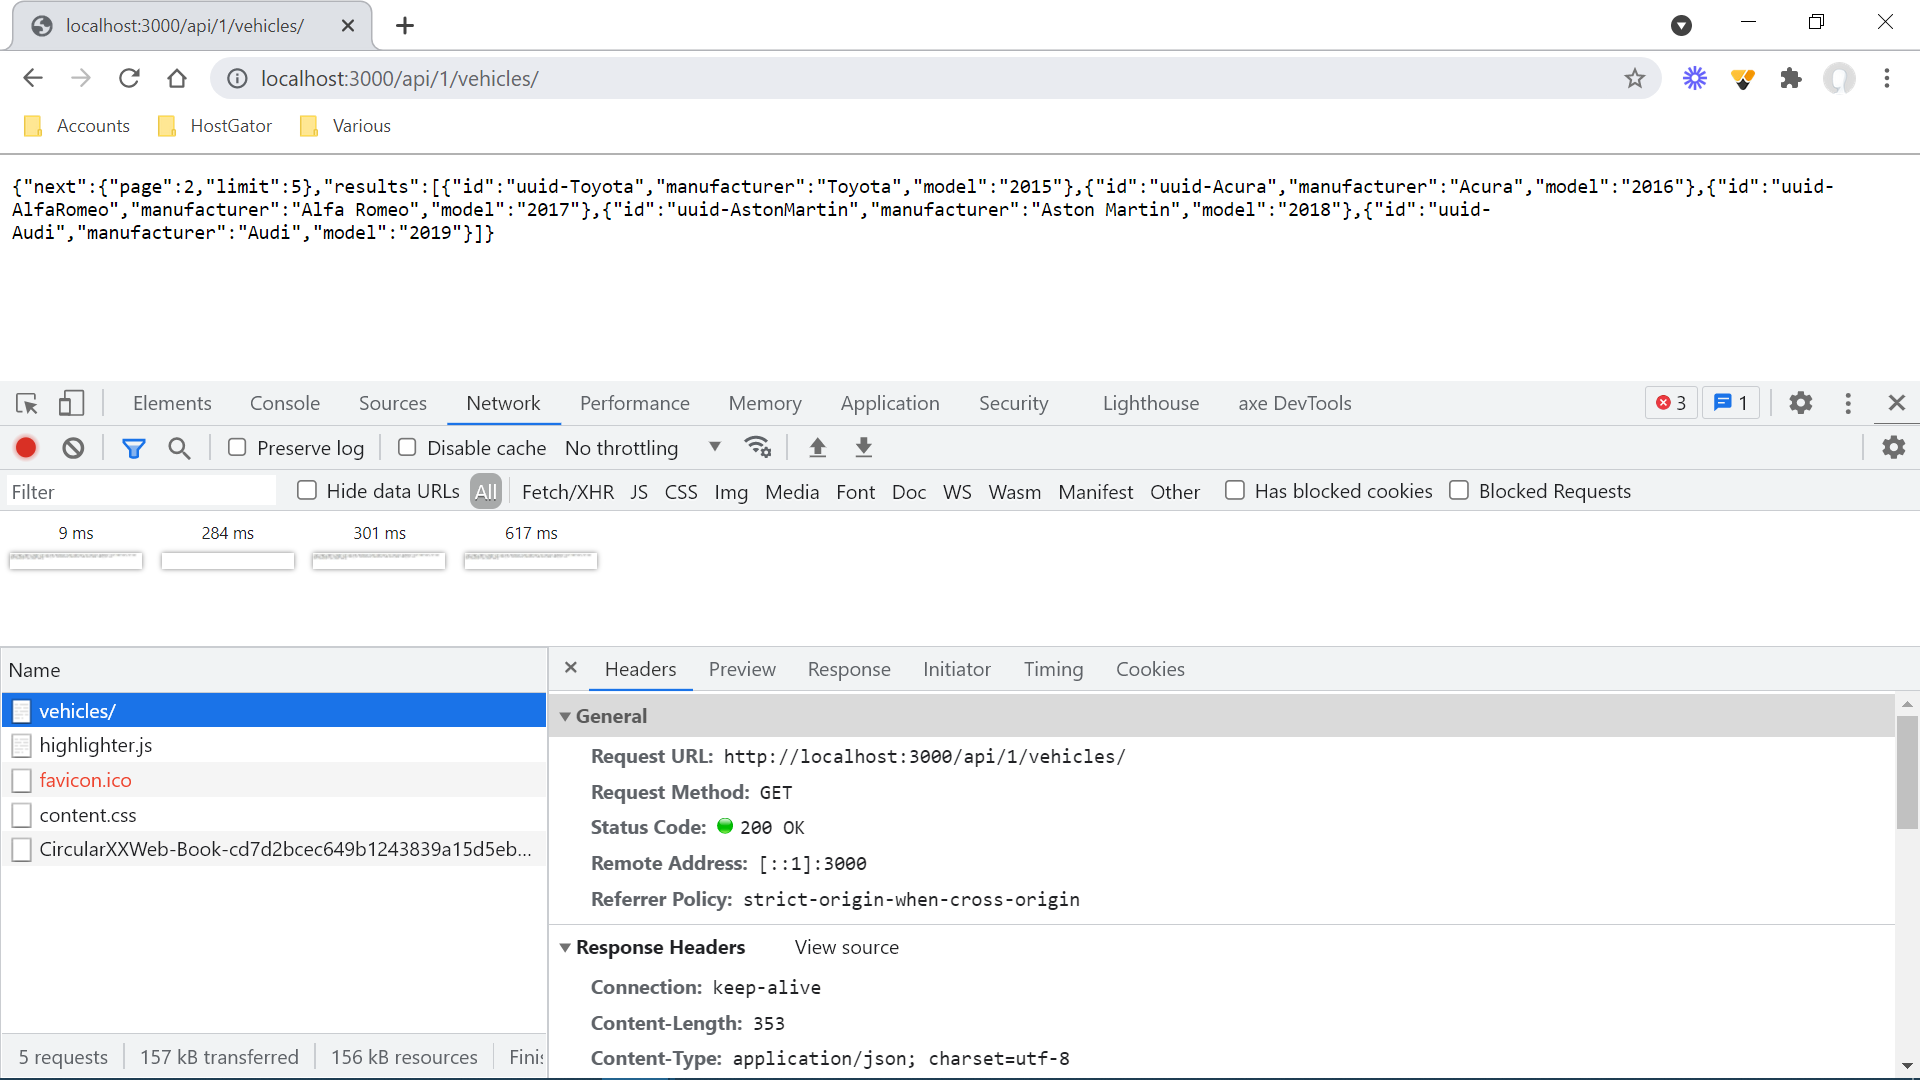 localhost:3000/api/1/vehicles/
localhost:3000/api/1/vehicles/
Accounts HostGator Various
{"next":{"page":2,"limit":5},"results":[{"id":"uuid-Toyota","manufacturer":"Toyota","model":"2015"},{"id":"uuid-Acura","manufacturer":"Acura","model":"2016"},{"id":"uuid-
AlfaRomeo","manufacturer":"Alfa Romeo","model":"2017"},{"id":"uuid-AstonMartin","manufacturer":"Aston Martin","model":"2018"},{"id":"uuid-
Audi","manufacturer":"Audi","model":"2019"}]}
Elements Console Sources Network Performance Memory Application Security Lighthouse axe DevTools 3 1
Preserve log Disable cache No throttling
Filter Hide data URLs All Fetch/XHR JS CSS Img Media Font Doc WS Wasm Manifest Other Has blocked cookies Blocked Requests
9 ms 284 ms 301 ms 617 ms
Name
vehicles/
highlighter.js
favicon.ico
content.css
CircularXXWeb-Book-cd7d2bcec649b1243839a15d5eb...
5 requests 157 kB transferred 156 kB resources Finis
Headers Preview Response Initiator Timing Cookies
General
Request URL: http://localhost:3000/api/1/vehicles/
Request Method: GET
Status Code: 200 OK
Remote Address: [::1]:3000
Referrer Policy: strict-origin-when-cross-origin
Response Headers View source
Connection: keep-alive
Content-Length: 353
Content-Type: application/json; charset=utf-8